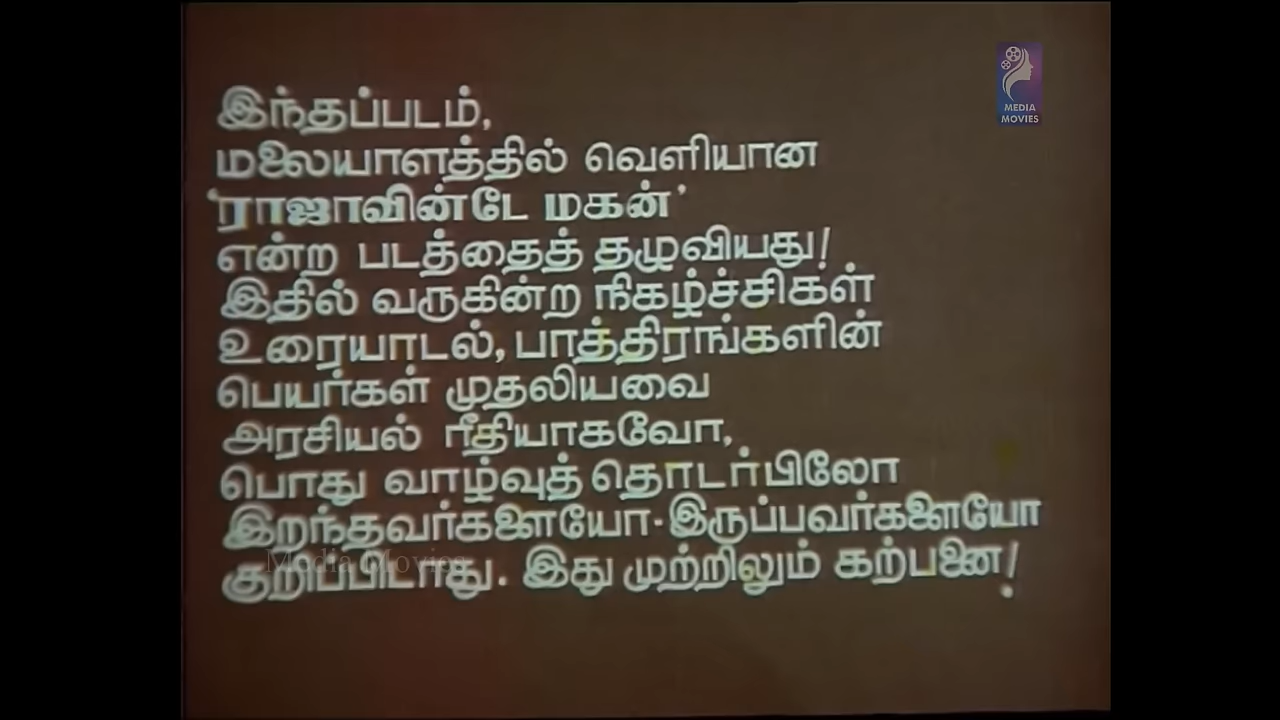 இந்தப்படம்,
மலையாளத்தில் வெளியான
'ராஜாவின்டே மகன்'
என்ற படத்தைத் தழுவியது!
இதில் வருகின்ற நிகழ்ச்சிகள்
உரையாடல், பாத்திரங்களின்
பெயர்கள் முதலியவை
அரசியல் ரீதியாகவோ,
பொது வாழ்வுத் தொடர்பிலோ
இறந்தவர்களையோ-இருப்பவர்களையோ
குறிப்பிடாது. இது முற்றிலும் கற்பனை!
MEDIA
MOVIES
Media Movies